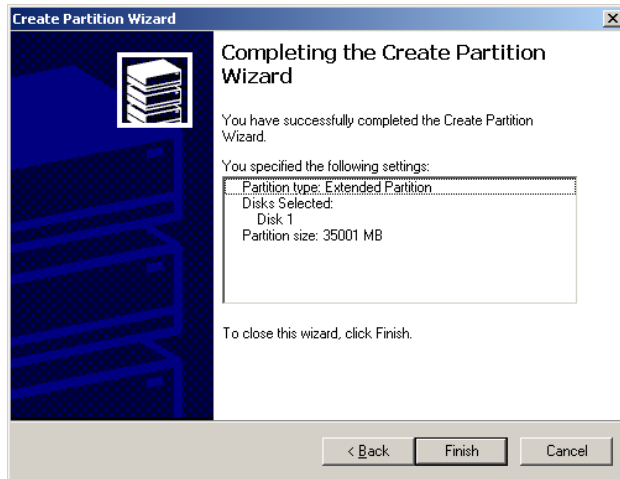 Create Partition Wizard
Completing the Create Partition
Wizard
You have successfully completed the Create Partition
Wizard.
You specified the following settings:
Partition type: Extended Partition
Disks Selected:
Disk 1
Partition size: 35001 MB
To close this wizard, click Finish.
< Back
Finish
Cancel